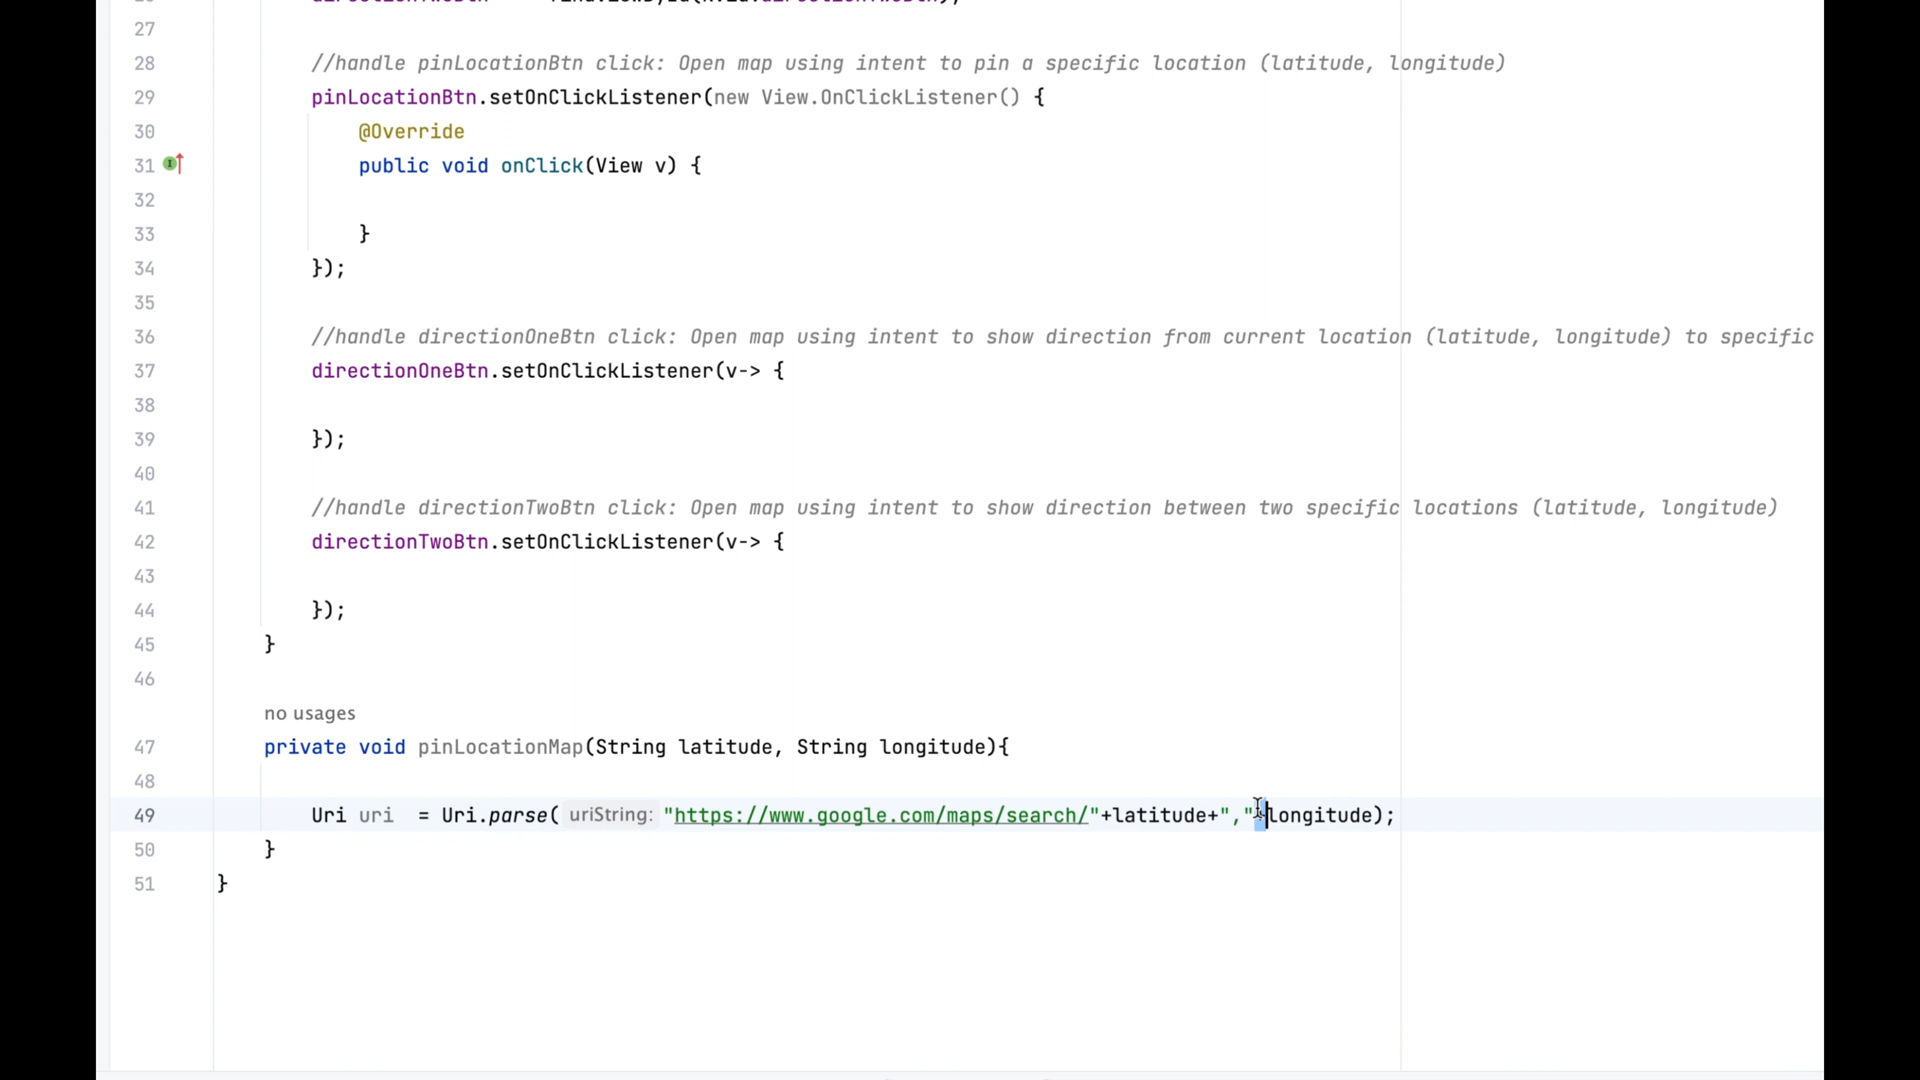 27
28 //handle pinLocationBtn click: Open map using intent to pin a specific location (latitude, longitude)
29 pinLocationBtn.setOnClickListener(new View.OnClickListener() {
30 @Override
31 public void onClick(View v) {
32
33 }
34 });
35
36 //handle directionOneBtn click: Open map using intent to show direction from current location (latitude, longitude) to specific
37 directionOneBtn.setOnClickListener(v-> {
38
39 });
40
41 //handle directionTwoBtn click: Open map using intent to show direction between two specific locations (latitude, longitude)
42 directionTwoBtn.setOnClickListener(v-> {
43
44 });
45 }
46
no usages
47 private void pinLocationMap(String latitude, String longitude){
48
49 Uri uri = Uri.parse( uriString: "https://www.google.com/maps/search/"+latitude+","+longitude);
50 }
51 }